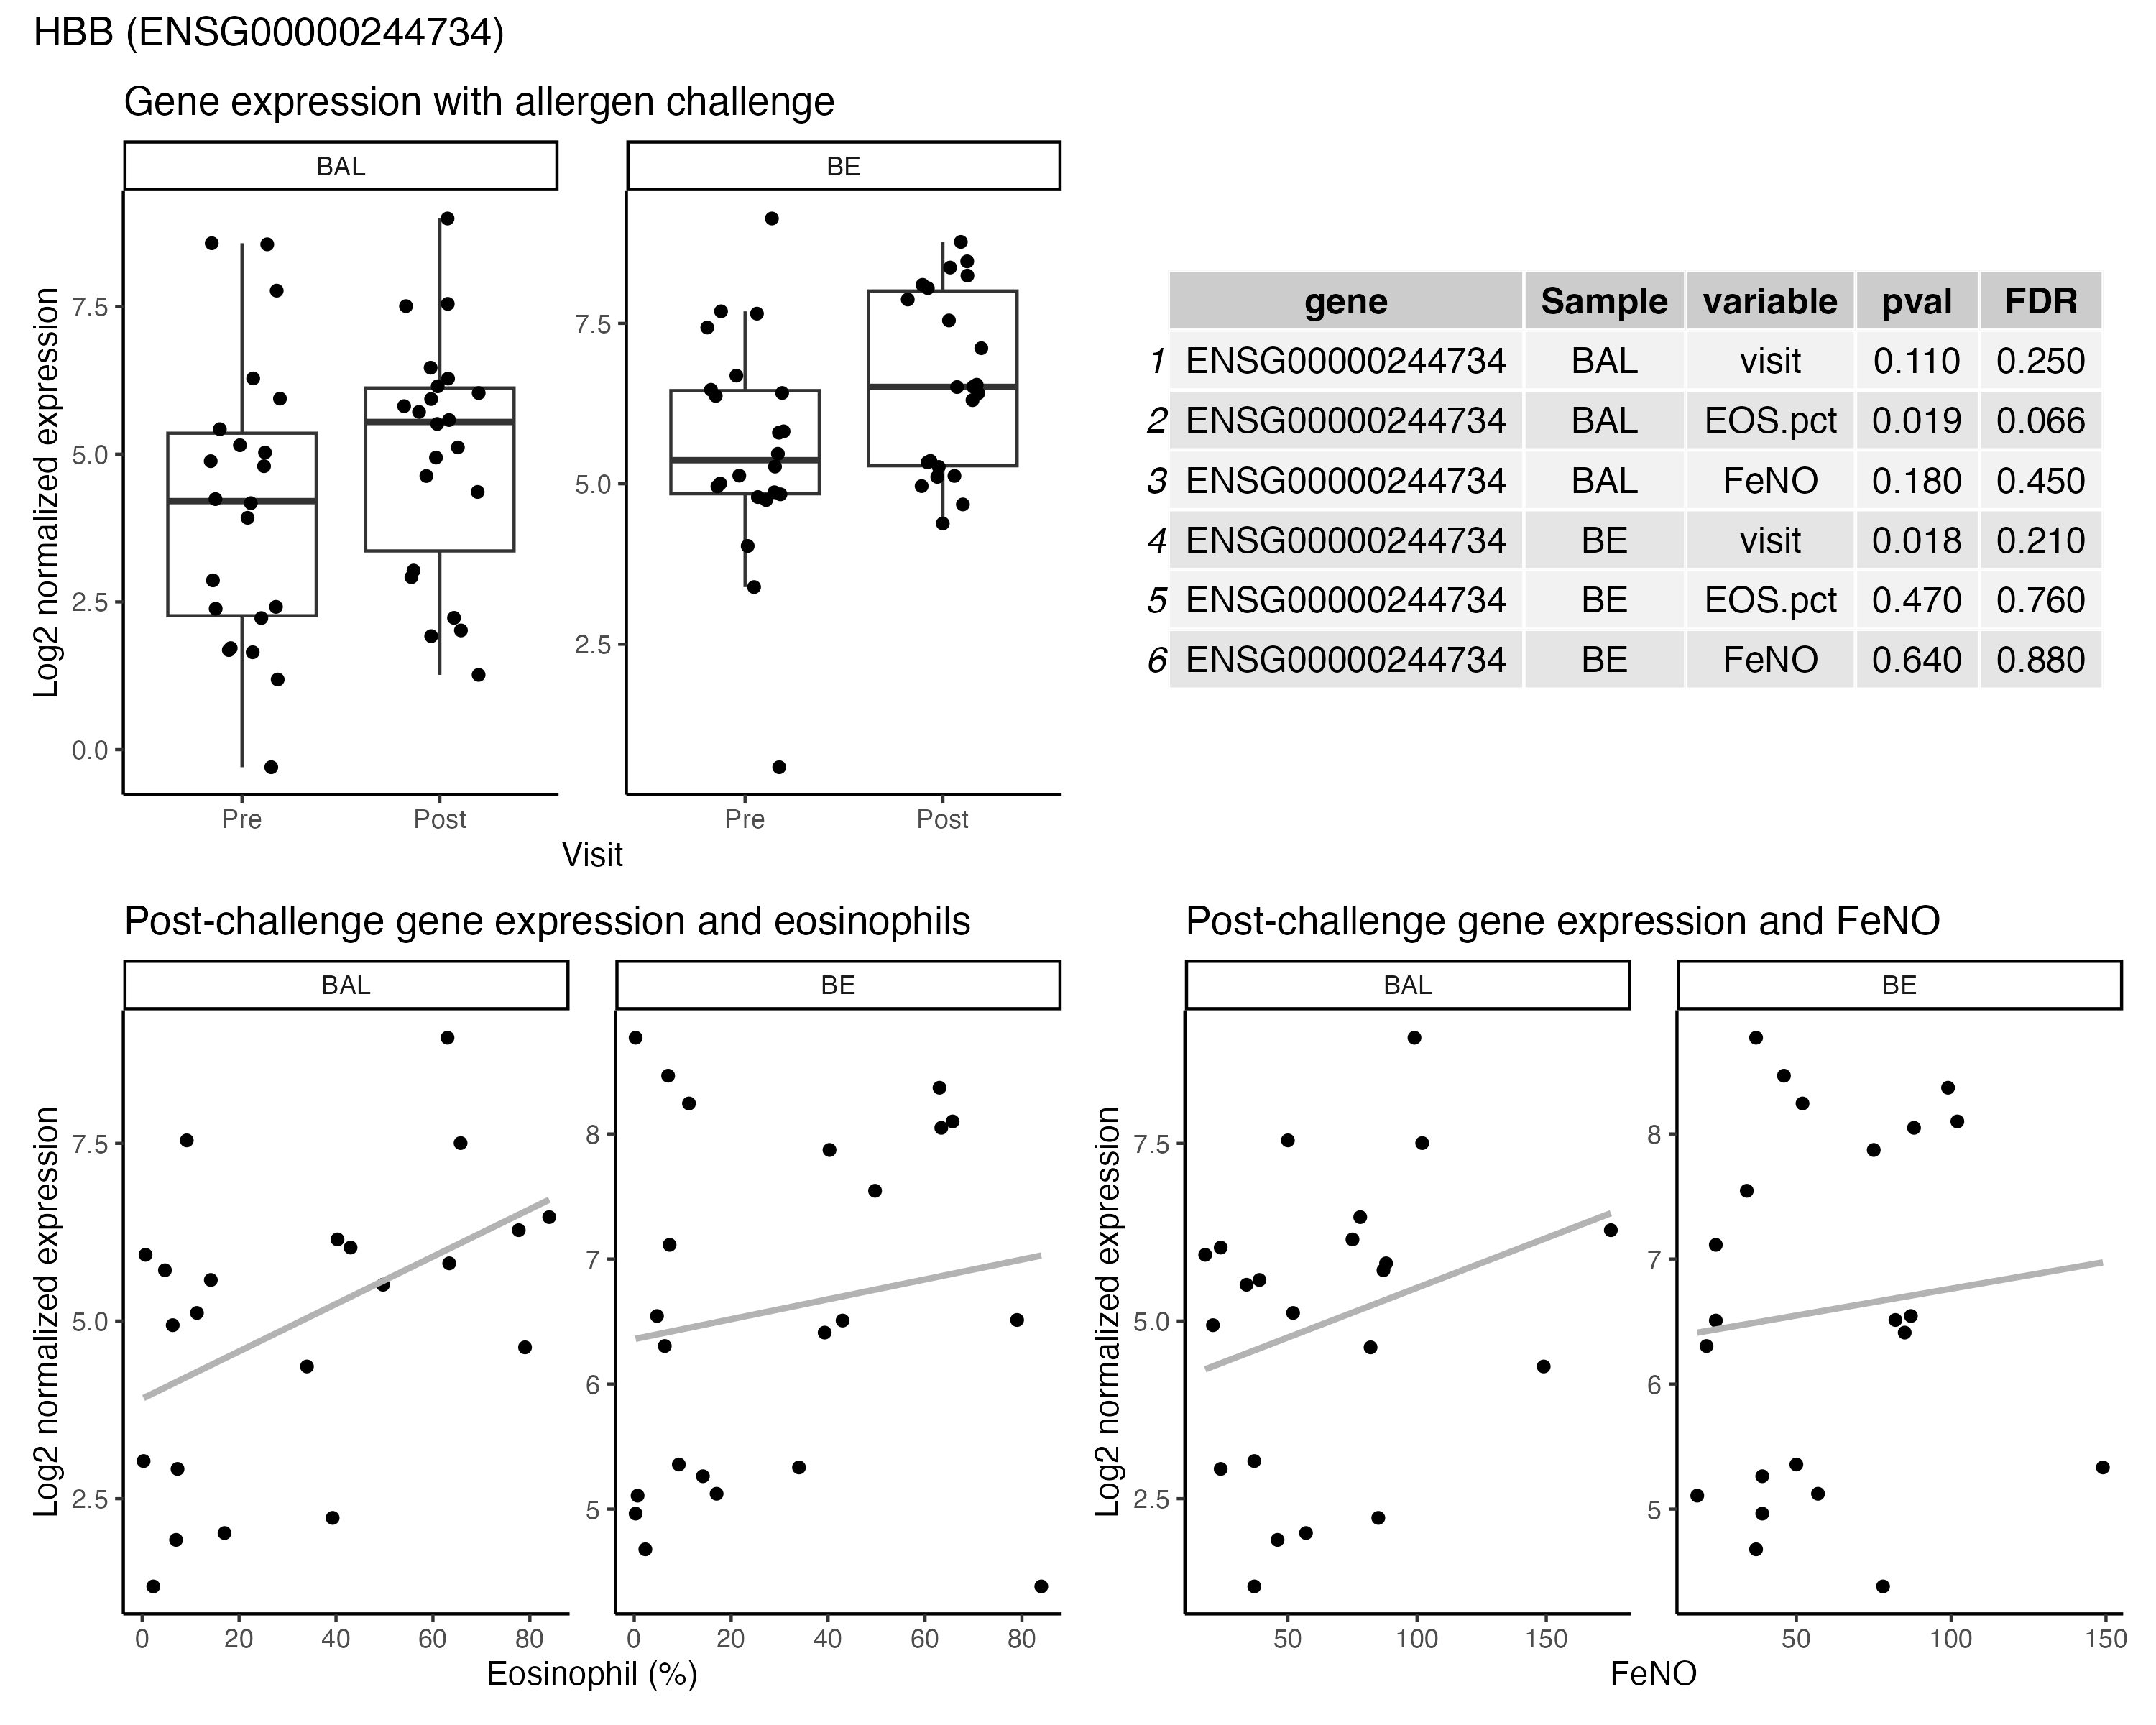 HBB (ENSG00000244734)
Gene expression with allergen challenge
BAL BE
Log2 normalized expression
7.5
5.0
2.5
0.0
7.5
5.0
2.5
Pre Post Pre Post
Visit
gene Sample variable pval FDR
1 ENSG00000244734 BAL visit 0.110 0.250
2 ENSG00000244734 BAL EOS.pct 0.019 0.066
3 ENSG00000244734 BAL FeNO 0.180 0.450
4 ENSG00000244734 BE visit 0.018 0.210
5 ENSG00000244734 BE EOS.pct 0.470 0.760
6 ENSG00000244734 BE FeNO 0.640 0.880
Post-challenge gene expression and eosinophils
BAL BE
Log2 normalized expression
7.5
5.0
2.5
8
7
6
5
0 20 40 60 80 0 20 40 60 80
Eosinophil (%)
Post-challenge gene expression and FeNO
BAL BE
Log2 normalized expression
7.5
5.0
2.5
8
7
6
5
50 100 150 50 100 150
FeNO